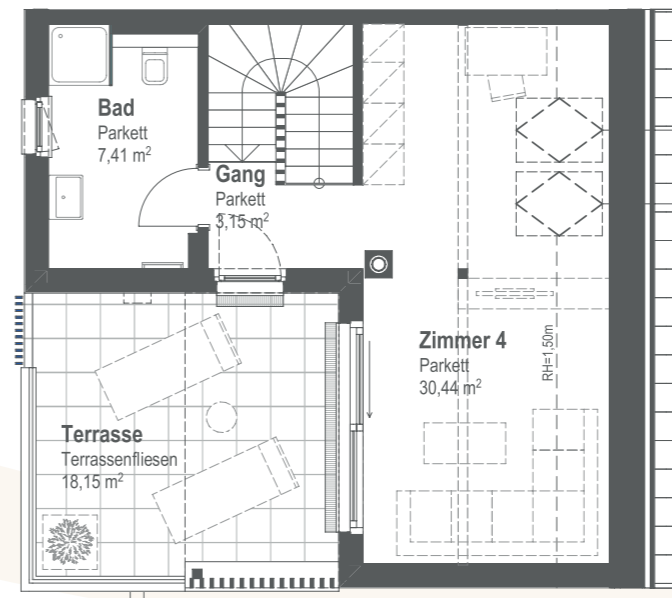 Bad
Parkett
7,41 m²
Gang
Parkett
3,15 m²
Zimmer 4
Parkett
30,44 m²
RH=1,50m
Terrasse
Terrassenfliesen
18,15 m²